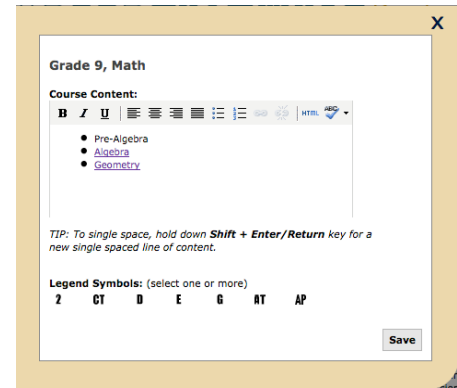 X
Grade 9, Math
Course Content:
B I U HTML ABC
Pre-Algebra
Algebra
Geometry
TIP: To single space, hold down Shift + Enter/Return key for a
new single spaced line of content.
Legend Symbols: (select one or more)
2 CT D E G AT AP
Save